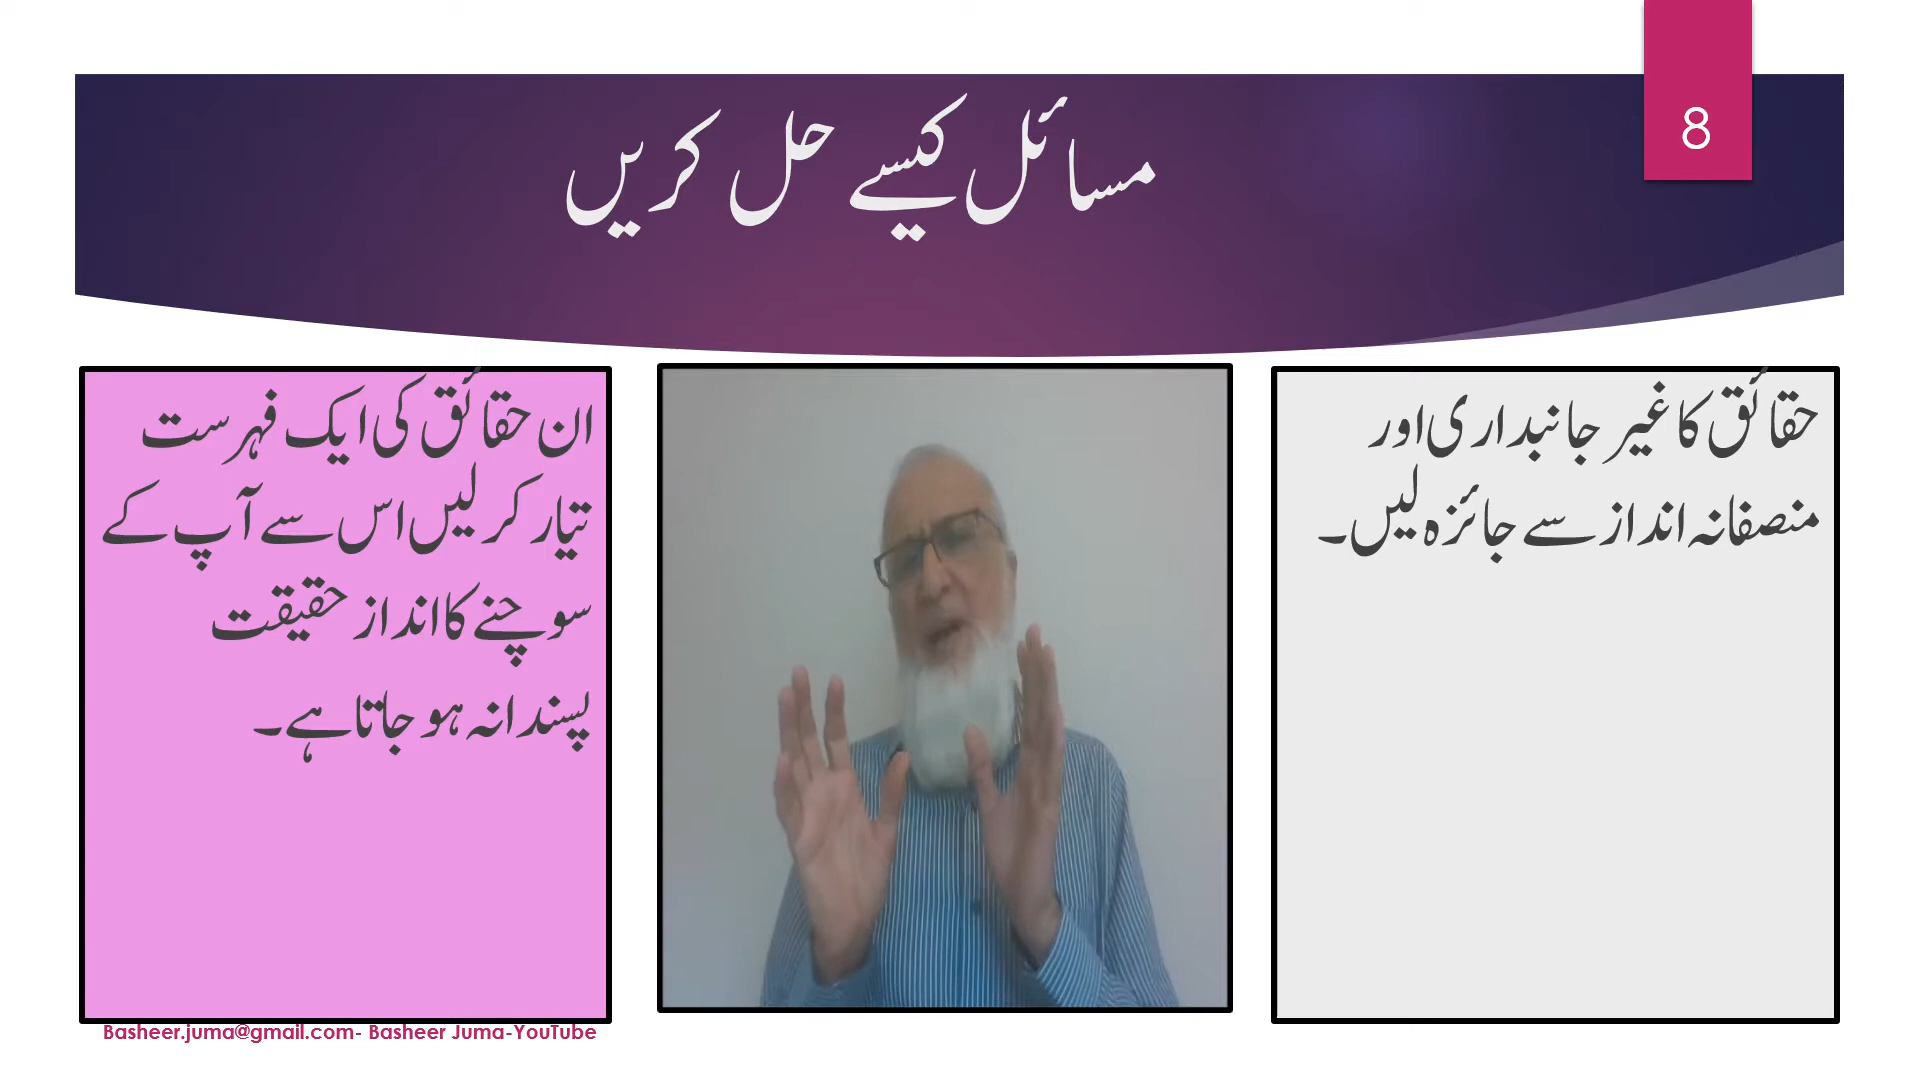 8
مسائل کیسے حل کریں
حقائق کا غیر جانبداری اور
منصفانہ انداز سے جائزہ لیں۔
ان حقائق کی ایک فہرست
تیار کر لیں اس سے آپ کے
سوچنے کا انداز حقیقت
پسندانہ ہو جاتا ہے۔
Basheer.juma@gmail.com- Basheer Juma-YouTube